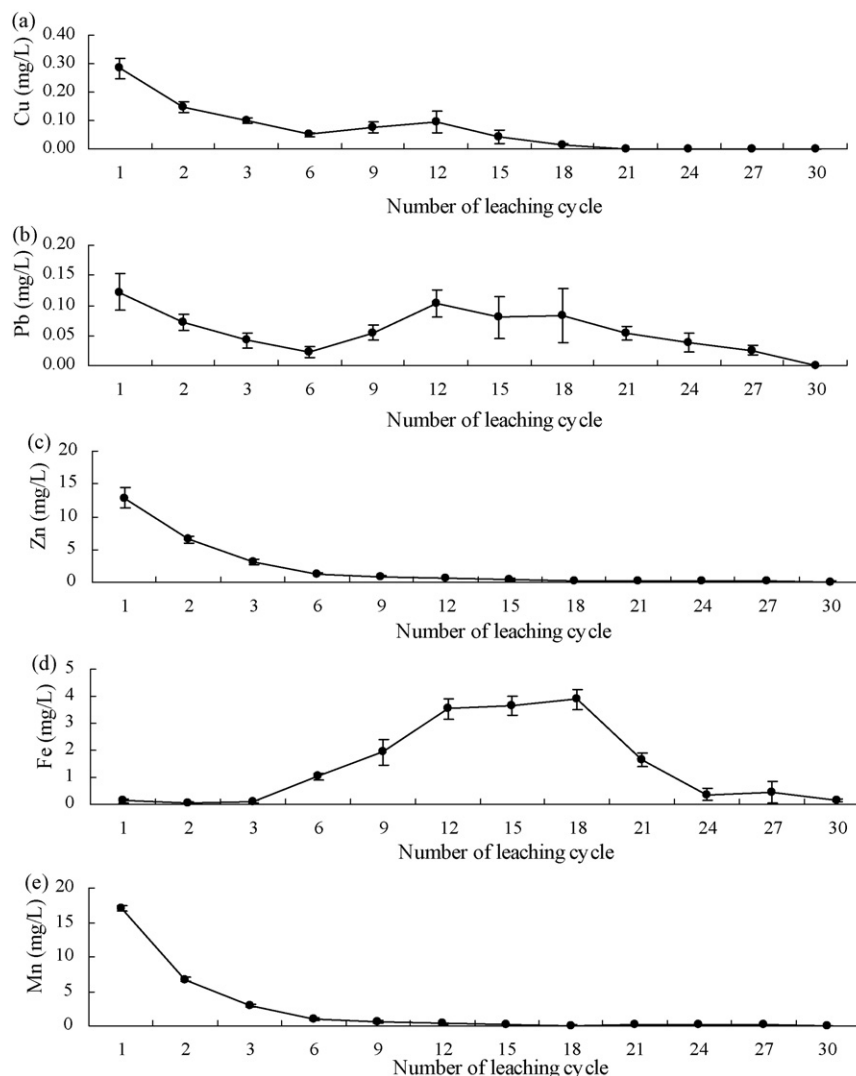 (a)
Cu (mg/L)
0.40
0.30
0.20
0.10
0.00
1 2 3 6 9 12 15 18 21 24 27 30
Number of leaching cycle
(b)
Pb (mg/L)
0.20
0.15
0.10
0.05
0.00
1 2 3 6 9 12 15 18 21 24 27 30
Number of leaching cycle
(c)
Zn (mg/L)
20
15
10
5
0
1 2 3 6 9 12 15 18 21 24 27 30
Number of leaching cycle
(d)
Fe (mg/L)
5
4
3
2
1
0
1 2 3 6 9 12 15 18 21 24 27 30
Number of leaching cycle
(e)
Mn (mg/L)
20
15
10
5
0
1 2 3 6 9 12 15 18 21 24 27 30
Number of leaching cycle